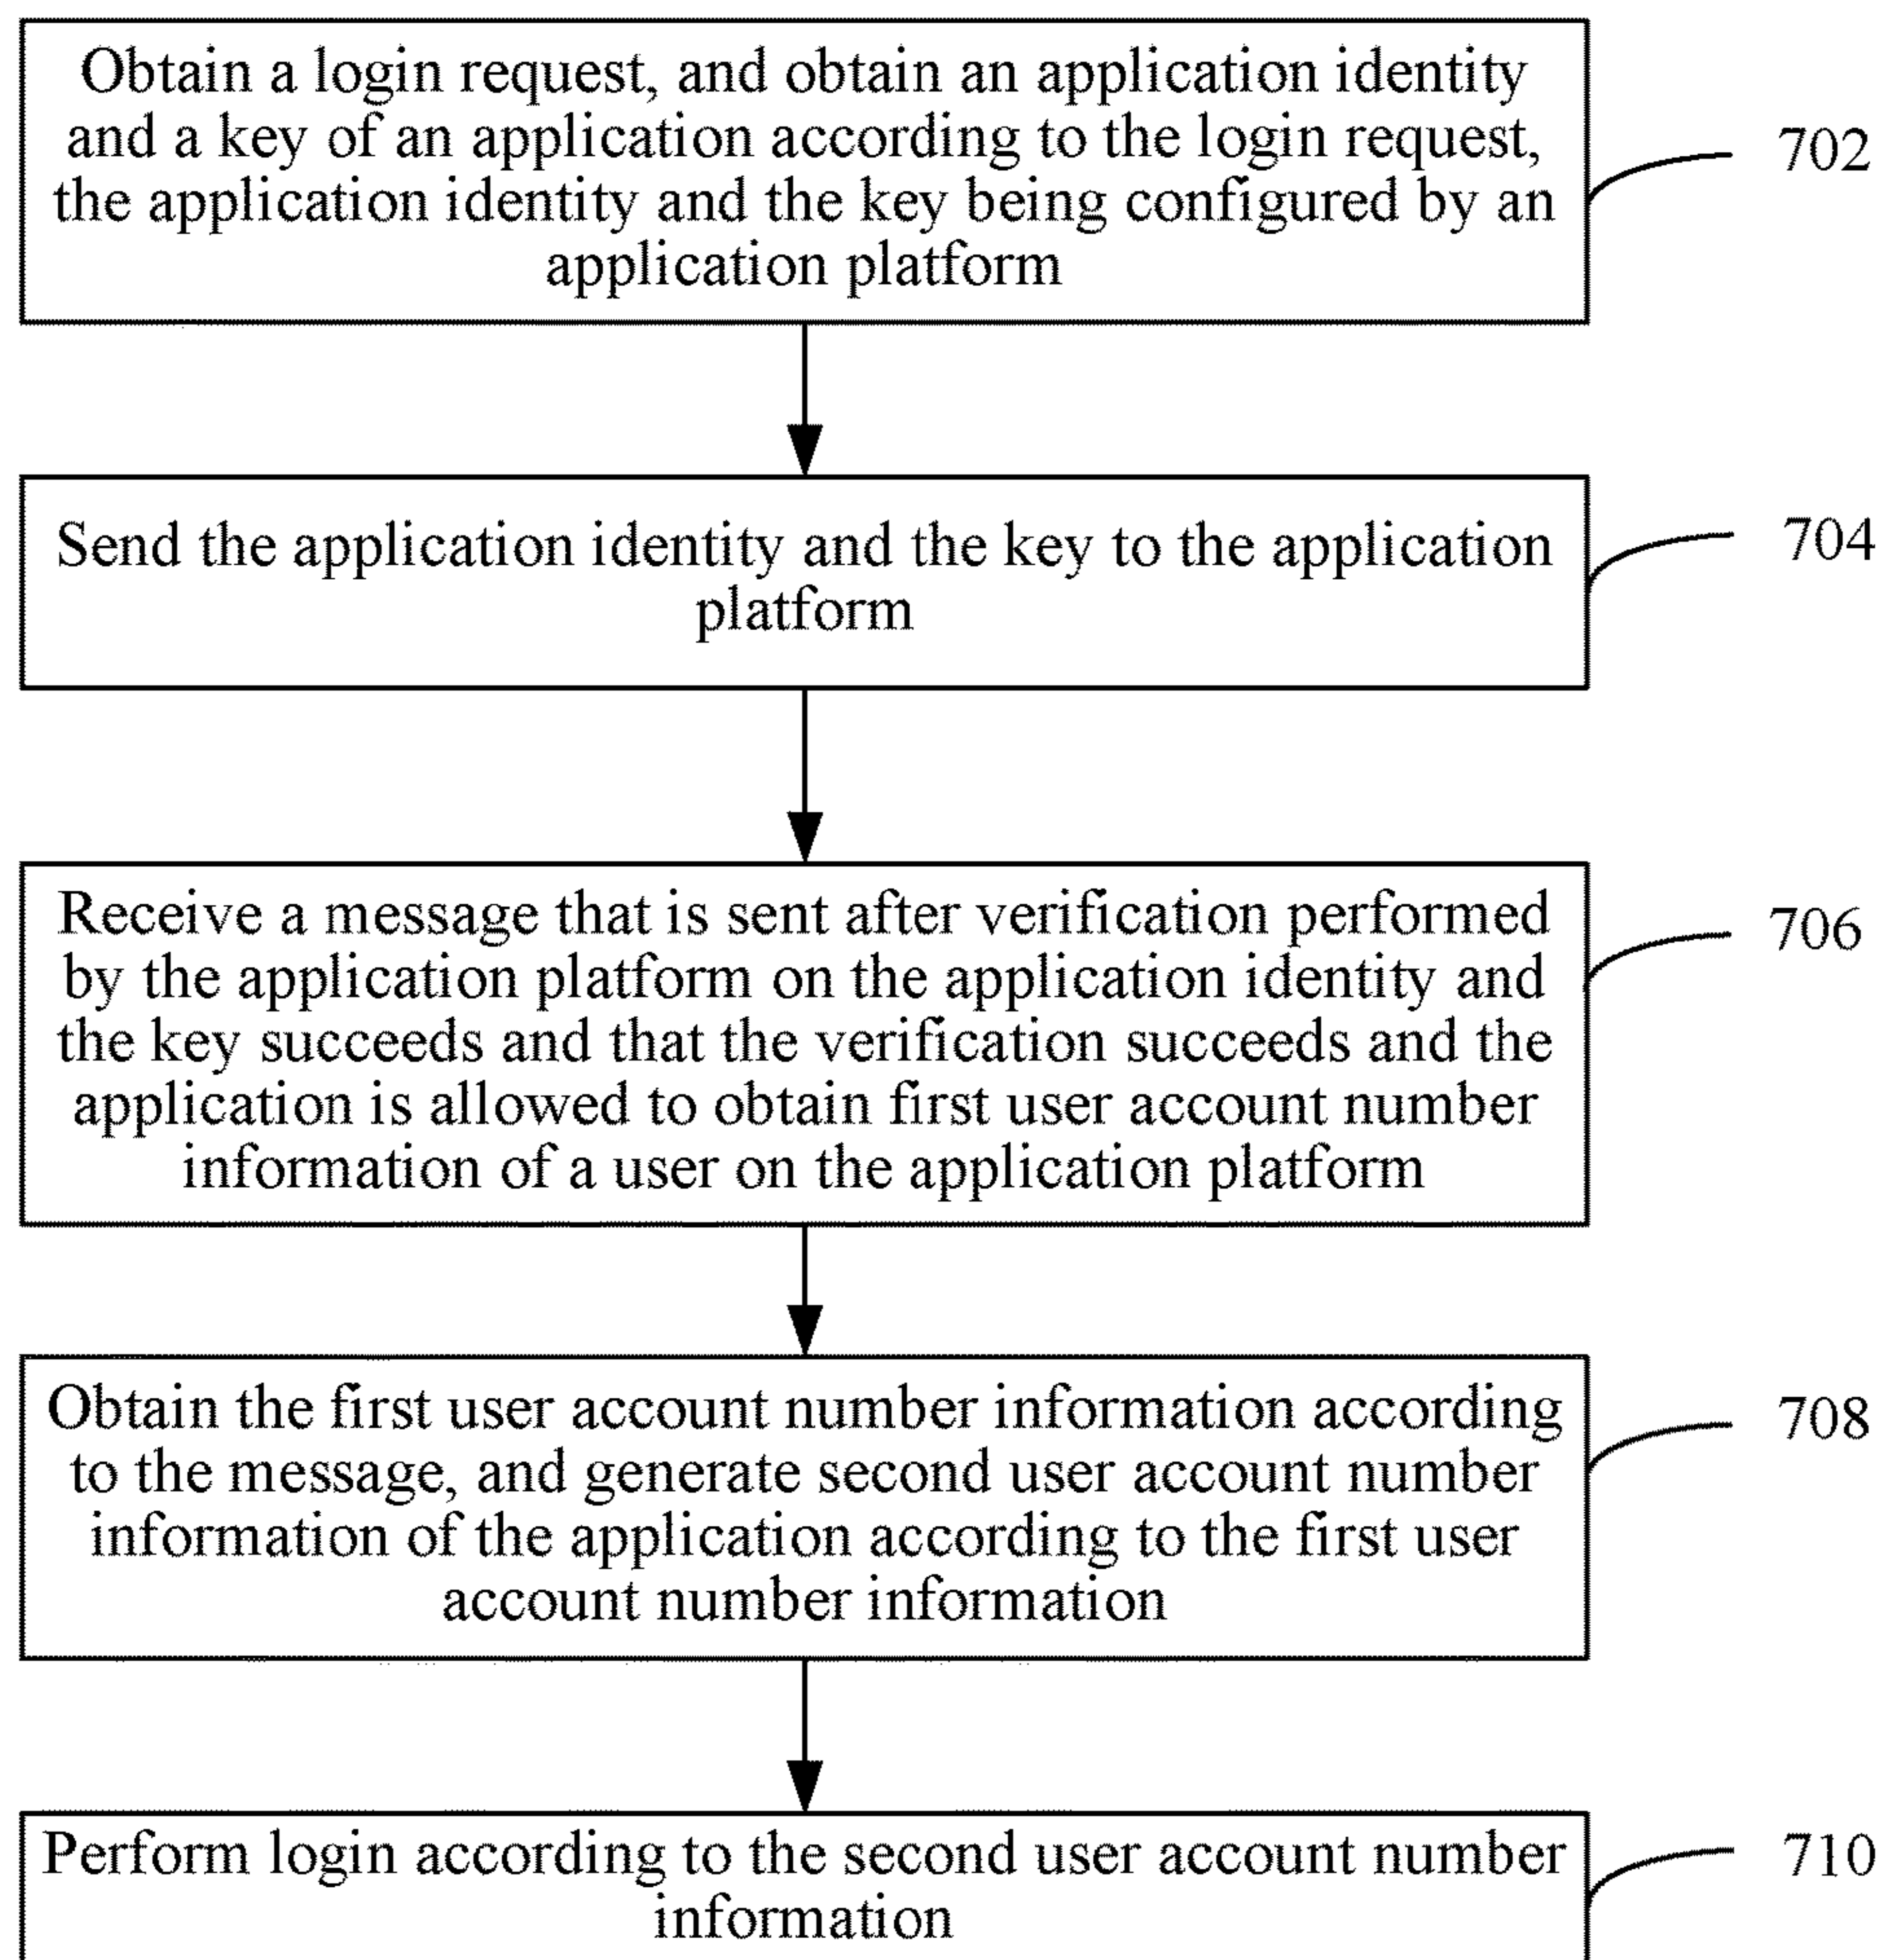 Obtain a login request, and obtain an application identity
and a key of an application according to the login request,
the application identity and the key being configured by an
application platform
702
Send the application identity and the key to the application
platform
704
Receive a message that is sent after verification performed
by the application platform on the application identity and
the key succeeds and that the verification succeeds and the
application is allowed to obtain first user account number
information of a user on the application platform
706
Obtain the first user account number information according
to the message, and generate second user account number
information of the application according to the first user
account number information
708
Perform login according to the second user account number
information
710